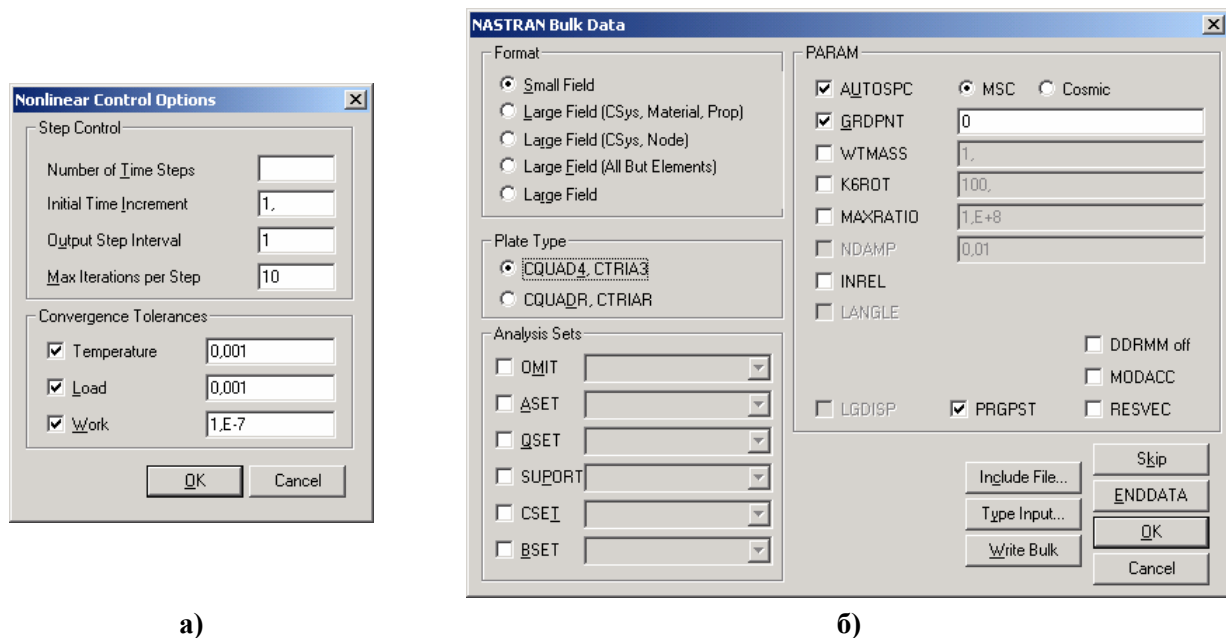 Nonlinear Control Options
Step Control
Number of Time Steps
Initial Time Increment 1,
Output Step Interval 1
Max Iterations per Step 10
Convergence Tolerances
Temperature 0,001
Load 0,001
Work 1,E-7
OK Cancel
а)
NASTRAN Bulk Data
Format
Small Field
Large Field (CSys, Material, Prop)
Large Field (CSys, Node)
Large Field (All But Elements)
Large Field
Plate Type
CQUAD4, CTRIA3
CQUADR, CTRIAR
Analysis Sets
OMIT
ASET
QSET
SUPORT
CSET
BSET
PARAM
AUTOSPC MSC Cosmic
GRDPNT 0
WTMASS 1,
K6ROT 100,
MAXRATIO 1,E+8
NDAMP 0,01
INREL
LANGLE
DDRMM off
MODACC
LGDISP PRGPST RESVEC
Include File...
Type Input...
Write Bulk
Skip
ENDDATA
OK
Cancel
б)